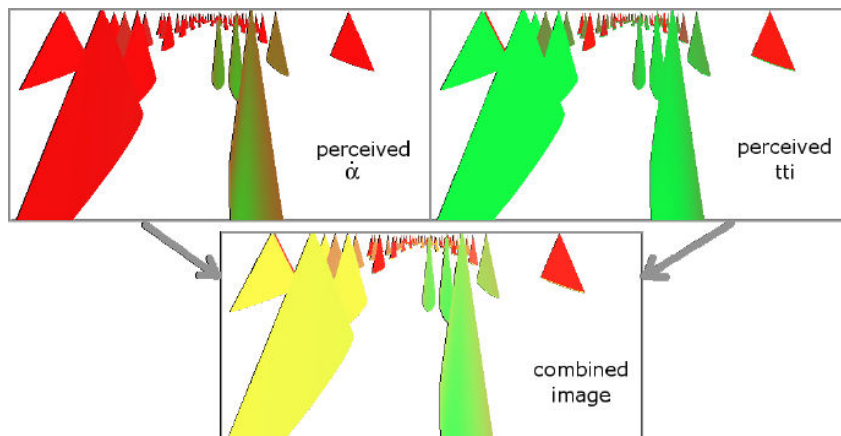 perceived
α̇
perceived
tti
combined
image